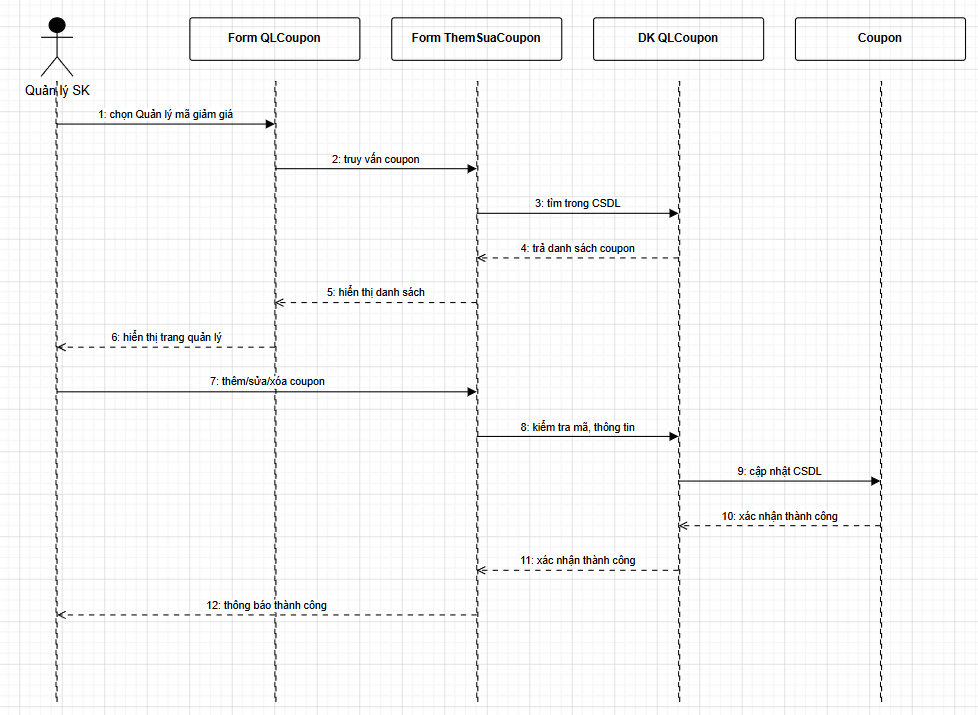 Form QLCoupon
Form ThemSuaCoupon
DK QLCoupon
Coupon
Quản lý SK
1: chọn Quản lý mã giảm giá
2: truy vấn coupon
3: tìm trong CSDL
4: trả danh sách coupon
5: hiển thị danh sách
6: hiển thị trang quản lý
7: thêm/sửa/xóa coupon
8: kiểm tra mã, thông tin
9: cập nhật CSDL
10: xác nhận thành công
11: xác nhận thành công
12: thông báo thành công